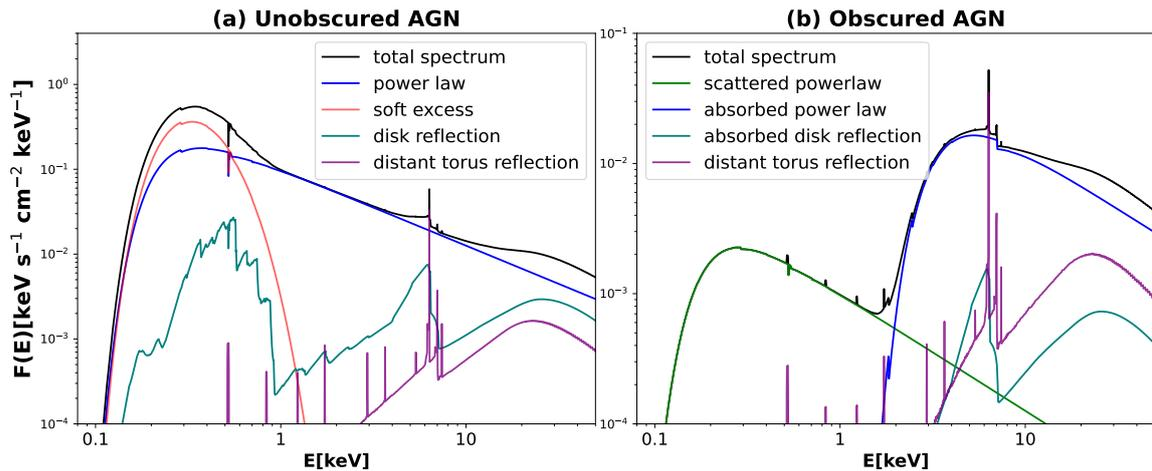 (a) Unobscured AGN
(b) Obscured AGN
F(E)[keV s⁻¹ cm⁻² keV⁻¹]
10⁰
10⁻¹
10⁻²
10⁻³
10⁻⁴
total spectrum
power law
soft excess
disk reflection
distant torus reflection
0.1
1
10
E[keV]
10⁻¹
10⁻²
10⁻³
10⁻⁴
total spectrum
scattered powerlaw
absorbed power law
absorbed disk reflection
distant torus reflection
0.1
1
10
E[keV]